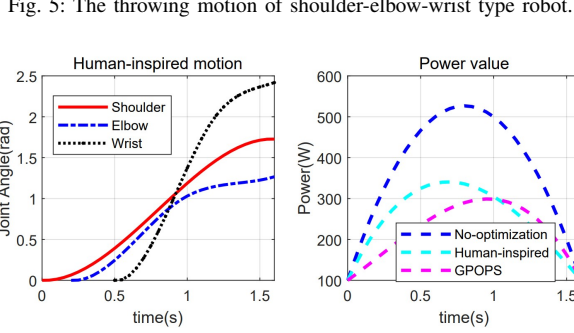 Fig. 5: The throwing motion of shoulder-elbow-wrist type robot.
Human-inspired motion
Joint Angle(rad)
2.5
2
1.5
1
0.5
0
Shoulder
Elbow
Wrist
0 0.5 1 1.5
time(s)
Power value
Power(W)
600
500
400
300
200
100
No-optimization
Human-inspired
GPOPS
0 0.5 1 1.5
time(s)